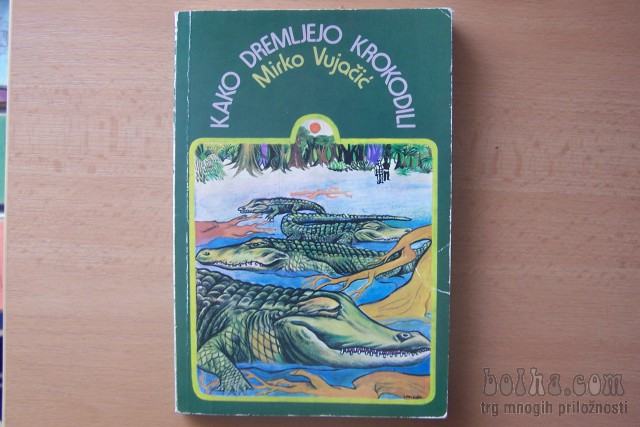 KAKO DREMLJEJO KROKODILI
Mirko Vujačić
bolha.com
trg mnogih priložnosti